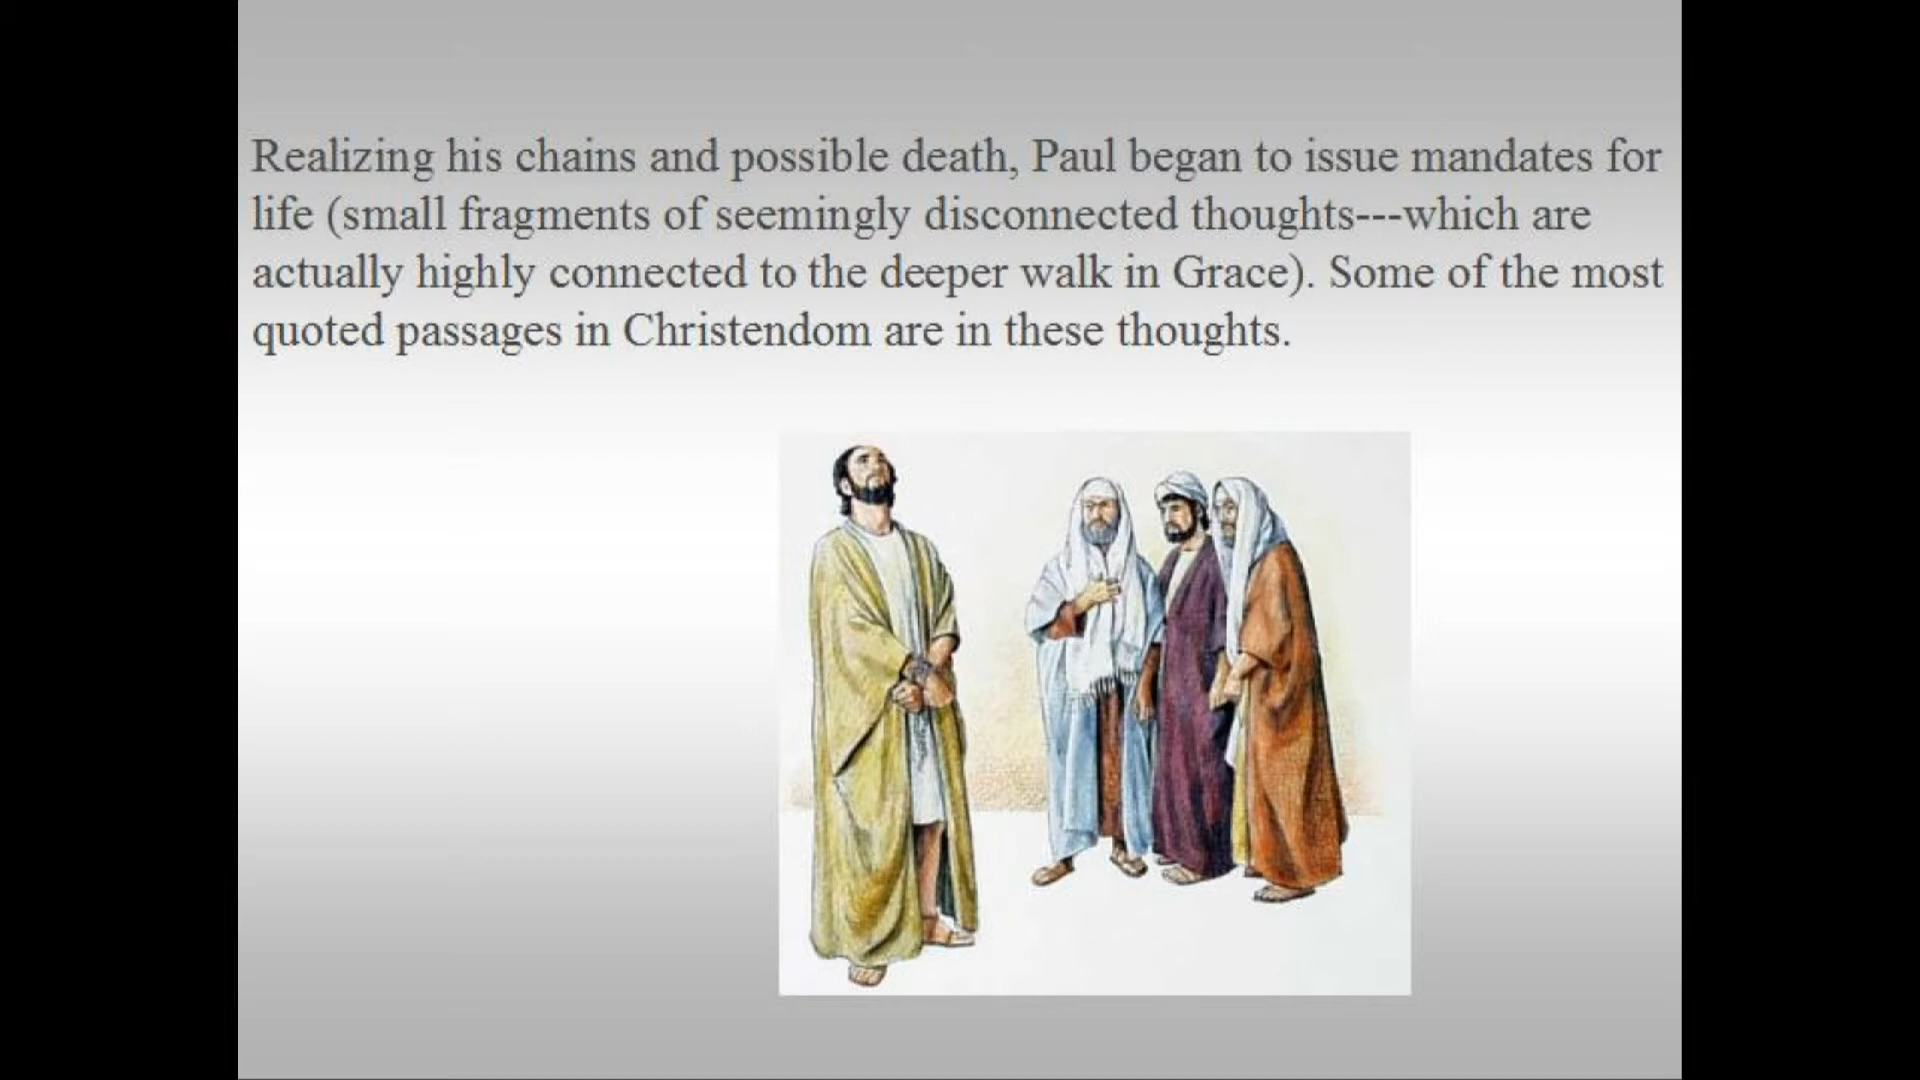 Realizing his chains and possible death, Paul began to issue mandates for
life (small fragments of seemingly disconnected thoughts---which are
actually highly connected to the deeper walk in Grace). Some of the most
quoted passages in Christendom are in these thoughts.